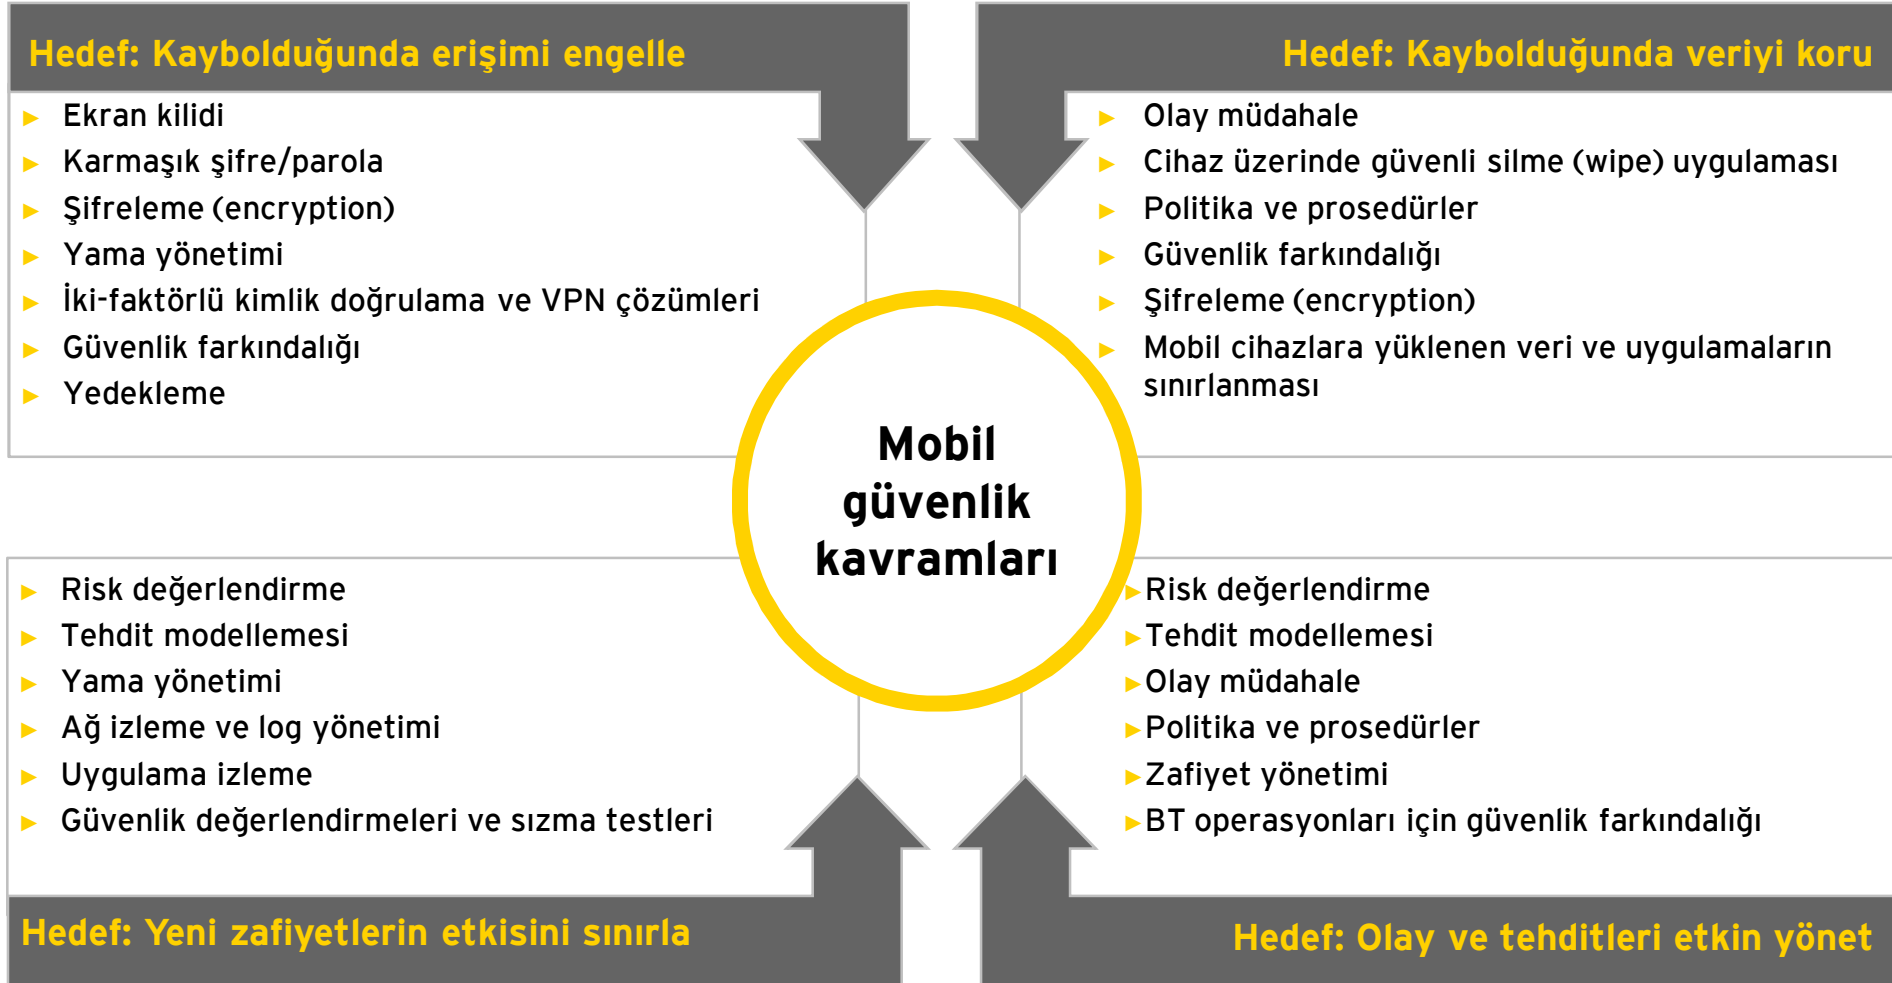 Hedef: Kaybolduğunda erişimi engelle
► Ekran kilidi
► Karmaşık şifre/parola
► Şifreleme (encryption)
► Yama yönetimi
► İki-faktörlü kimlik doğrulama ve VPN çözümleri
► Güvenlik farkındalığı
► Yedekleme
Hedef: Kaybolduğunda veriyi koru
► Olay müdahale
► Cihaz üzerinde güvenli silme (wipe) uygulaması
► Politika ve prosedürler
► Güvenlik farkındalığı
► Şifreleme (encryption)
► Mobil cihazlara yüklenen veri ve uygulamaların
sınırlanması
Mobil
güvenlik
kavramları
► Risk değerlendirme
► Tehdit modellemesi
► Yama yönetimi
► Ağ izleme ve log yönetimi
► Uygulama izleme
► Güvenlik değerlendirmeleri ve sızma testleri
Hedef: Yeni zafiyetlerin etkisini sınırla
► Risk değerlendirme
► Tehdit modellemesi
► Olay müdahale
► Politika ve prosedürler
► Zafiyet yönetimi
► BT operasyonları için güvenlik farkındalığı
Hedef: Olay ve tehditleri etkin yönet